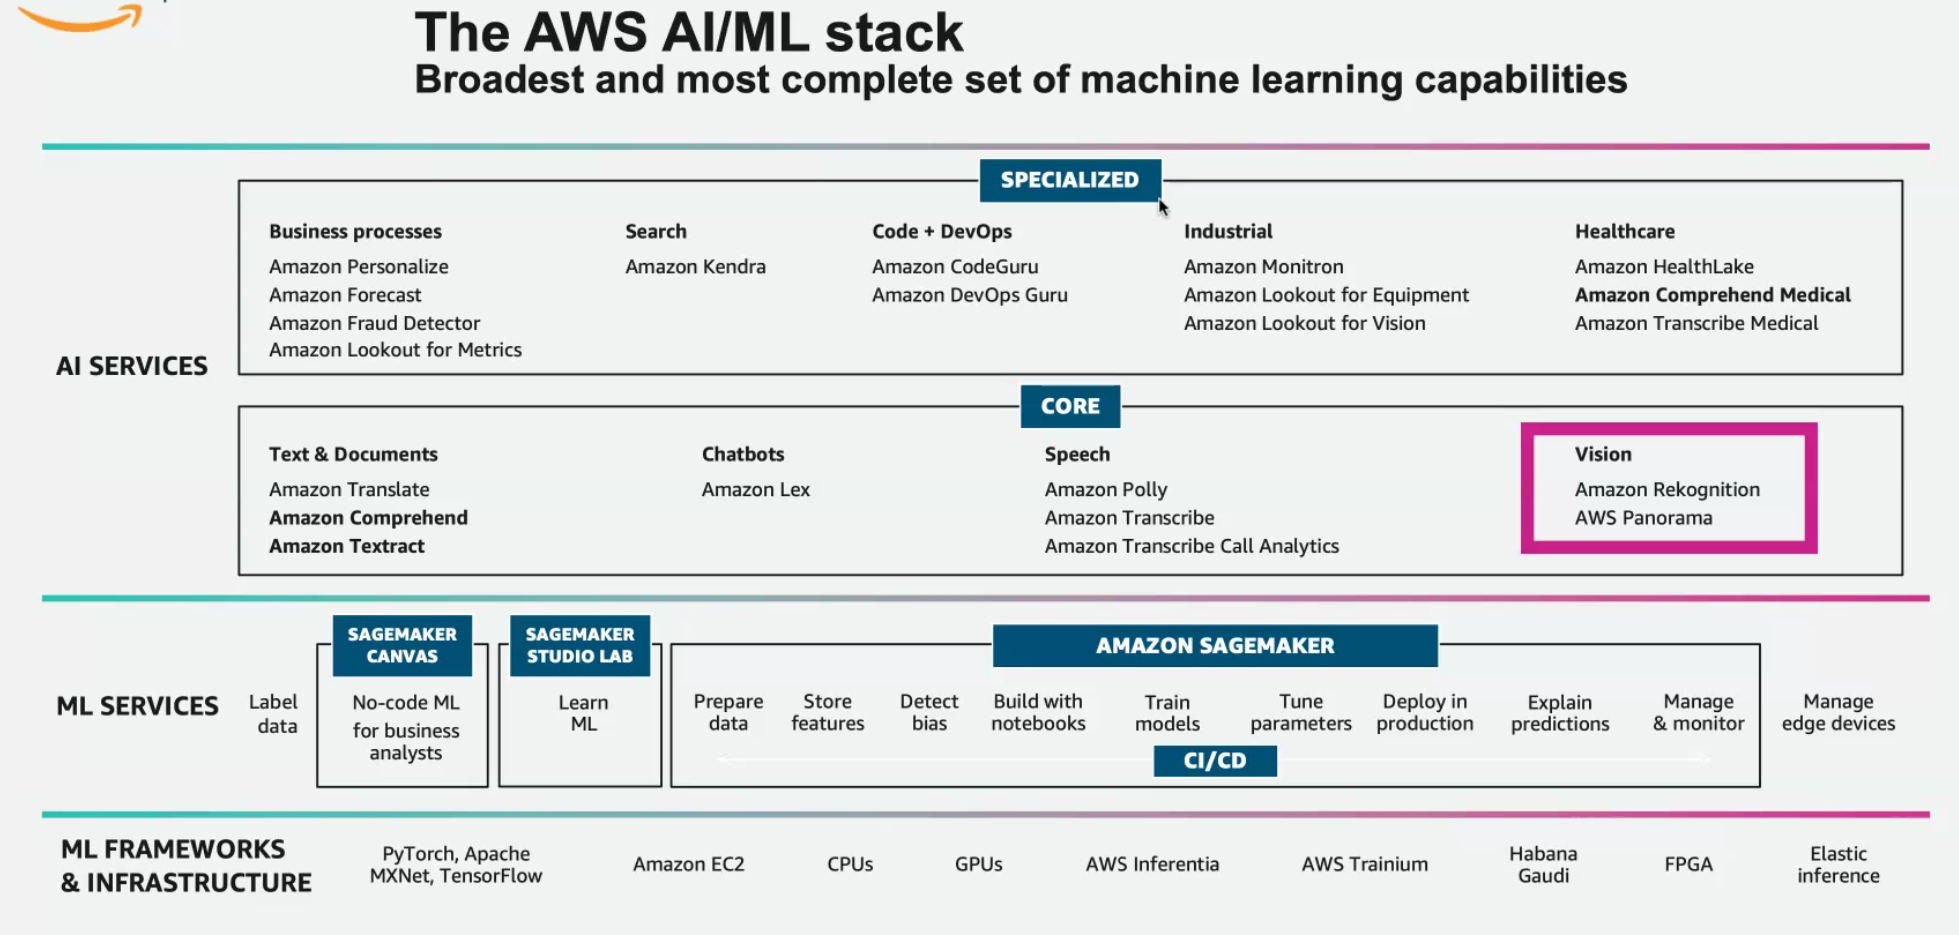 The AWS AI/ML stack
Broadest and most complete set of machine learning capabilities
AI SERVICES
SPECIALIZED
Business processes
Amazon Personalize
Amazon Forecast
Amazon Fraud Detector
Amazon Lookout for Metrics
Search
Amazon Kendra
Code + DevOps
Amazon CodeGuru
Amazon DevOps Guru
Industrial
Amazon Monitron
Amazon Lookout for Equipment
Amazon Lookout for Vision
Healthcare
Amazon HealthLake
Amazon Comprehend Medical
Amazon Transcribe Medical
CORE
Text & Documents
Amazon Translate
Amazon Comprehend
Amazon Textract
Chatbots
Amazon Lex
Speech
Amazon Polly
Amazon Transcribe
Amazon Transcribe Call Analytics
Vision
Amazon Rekognition
AWS Panorama
ML SERVICES
Label
data
SAGEMAKER
CANVAS
No-code ML
for business
analysts
SAGEMAKER
STUDIO LAB
Learn
ML
AMAZON SAGEMAKER
Prepare
data
Store
features
Detect
bias
Build with
notebooks
Train
models
Tune
parameters
Deploy in
production
Explain
predictions
Manage
& monitor
CI/CD
Manage
edge devices
ML FRAMEWORKS
& INFRASTRUCTURE
PyTorch, Apache
MXNet, TensorFlow
Amazon EC2
CPUs
GPUs
AWS Inferentia
AWS Trainium
Habana
Gaudi
FPGA
Elastic
inference